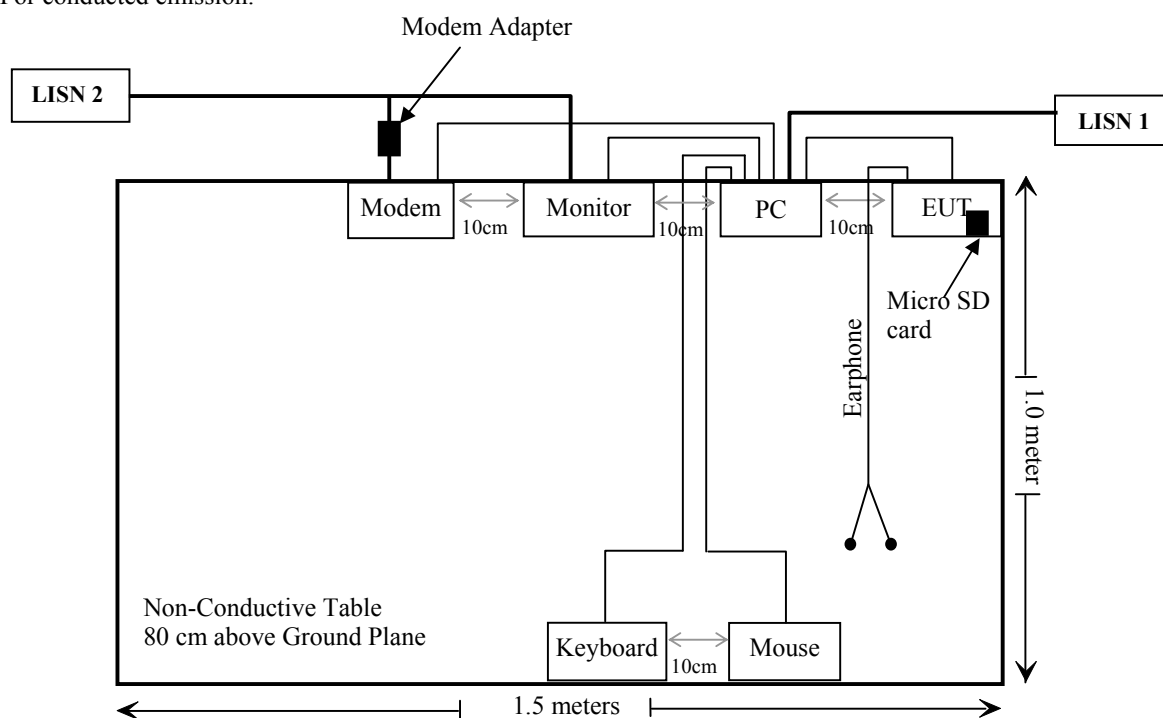 For conducted emission:
Modem Adapter
LISN 2
LISN 1
Modem
10cm
Monitor
10cm
PC
10cm
EUT
Micro SD
card
Earphone
1.0 meter
Non-Conductive Table
80 cm above Ground Plane
Keyboard
10cm
Mouse
1.5 meters